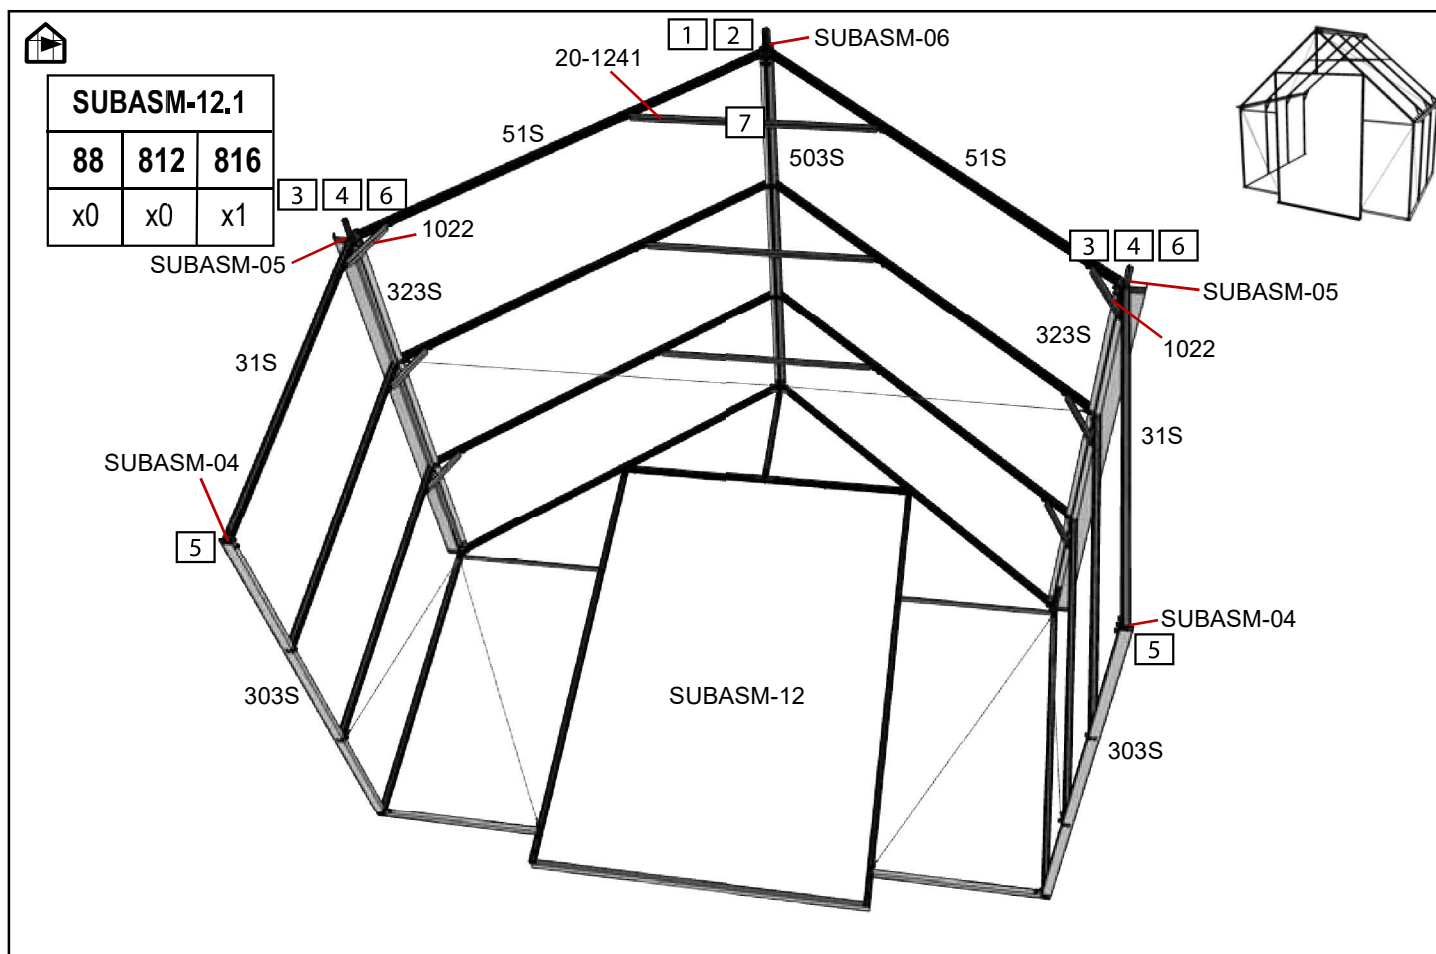 SUBASM-12.1
88 812 816
x0 x0 x1
1 2 SUBASM-06
20-1241
51S
7
503S
51S
3 4 6
1022
SUBASM-05
323S
3 4 6
SUBASM-05
323S
1022
31S
31S
SUBASM-04
5
SUBASM-04
5
SUBASM-12
303S
303S